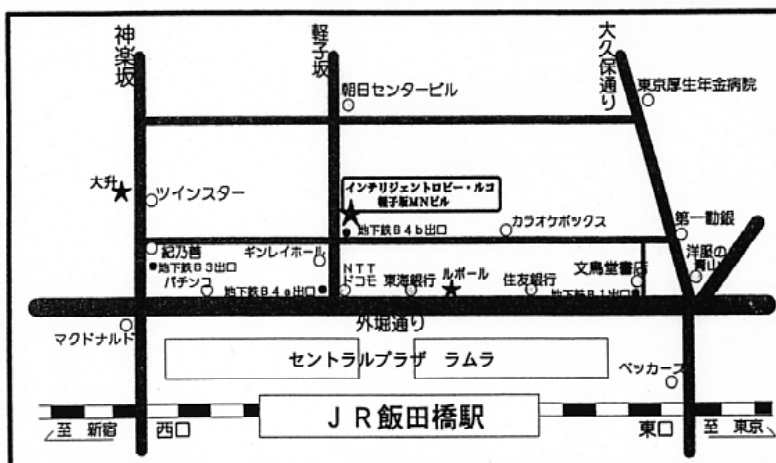 神楽坂
軽子坂
大久保通り
朝日センタービル
東京厚生年金病院
大升
ツインスター
インテリジェントロビー・ルコ
軽子坂MNビル
地下鉄B4b出口
カラオケボックス
第一勧銀
紀乃善
ギンレイホール
地下鉄B3出口
パチンコ
地下鉄B4a出口
NTT
ドコモ
東海銀行
ルポール
住友銀行
文鳥堂書店
地下鉄B1出口
洋服の
青山
外堀通り
マクドナルド
セントラルプラザ ラムラ
ベッカーズ
JR飯田橋駅
至 新宿
西口
東口
至 東京